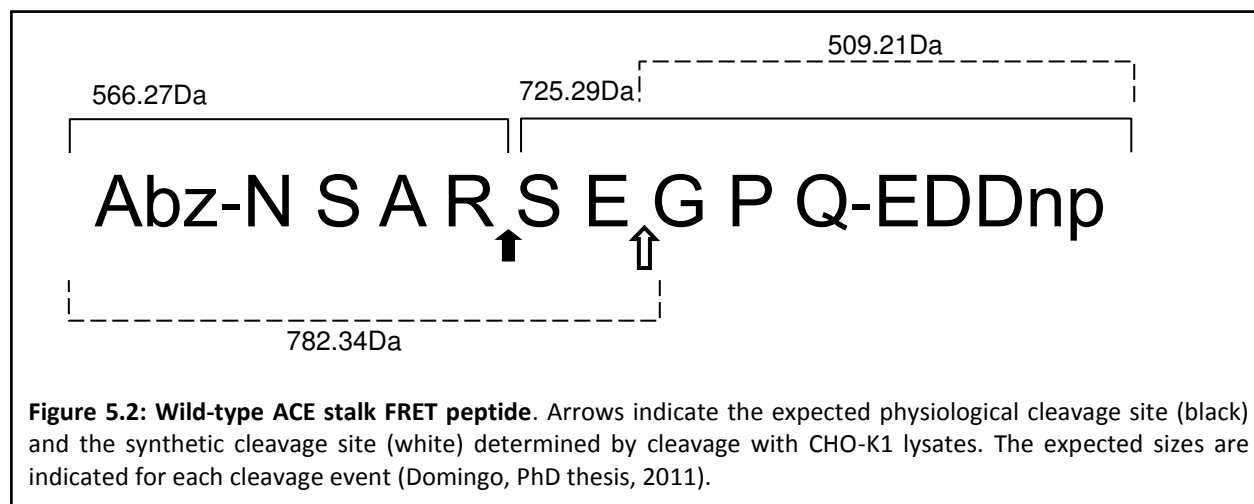 509.21Da
566.27Da 725.29Da
Abz-N S A R S E G P Q-EDDnp
782.34Da
Figure 5.2: Wild-type ACE stalk FRET peptide. Arrows indicate the expected physiological cleavage site (black)
and the synthetic cleavage site (white) determined by cleavage with CHO-K1 lysates. The expected sizes are
indicated for each cleavage event (Domingo, PhD thesis, 2011).